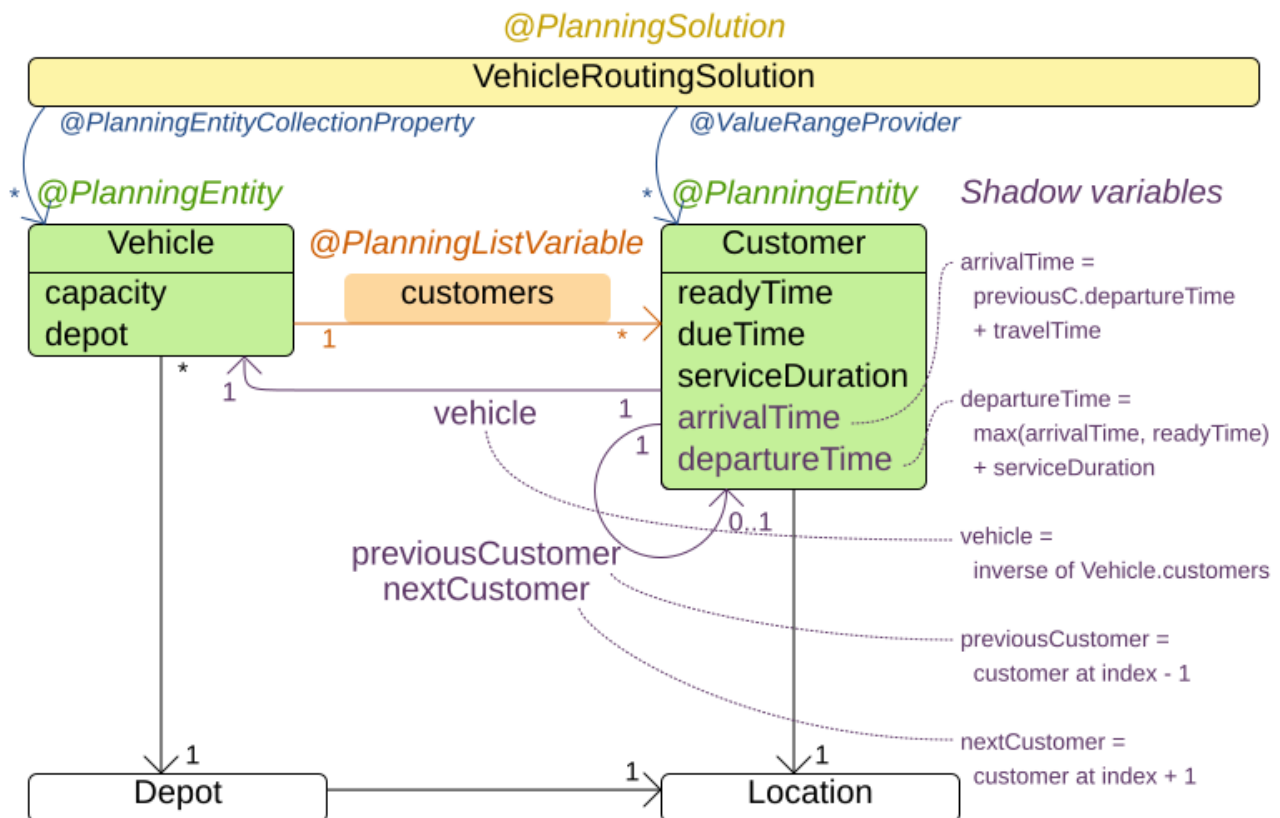 @PlanningSolution
VehicleRoutingSolution
@PlanningEntityCollectionProperty
@ValueRangeProvider
*
@PlanningEntity
*
@PlanningEntity
Shadow variables
Vehicle
@PlanningListVariable
Customer
capacity
depot
customers
1
*
*
readyTime
dueTime
serviceDuration
arrivalTime
departureTime
arrivalTime =
previousC.departureTime
+ travelTime
departureTime =
max(arrivalTime, readyTime)
+ serviceDuration
1
vehicle
1
1
0..1
previousCustomer
nextCustomer
vehicle =
inverse of Vehicle.customers
previousCustomer =
customer at index - 1
nextCustomer =
customer at index + 1
1
1
1
Depot
Location